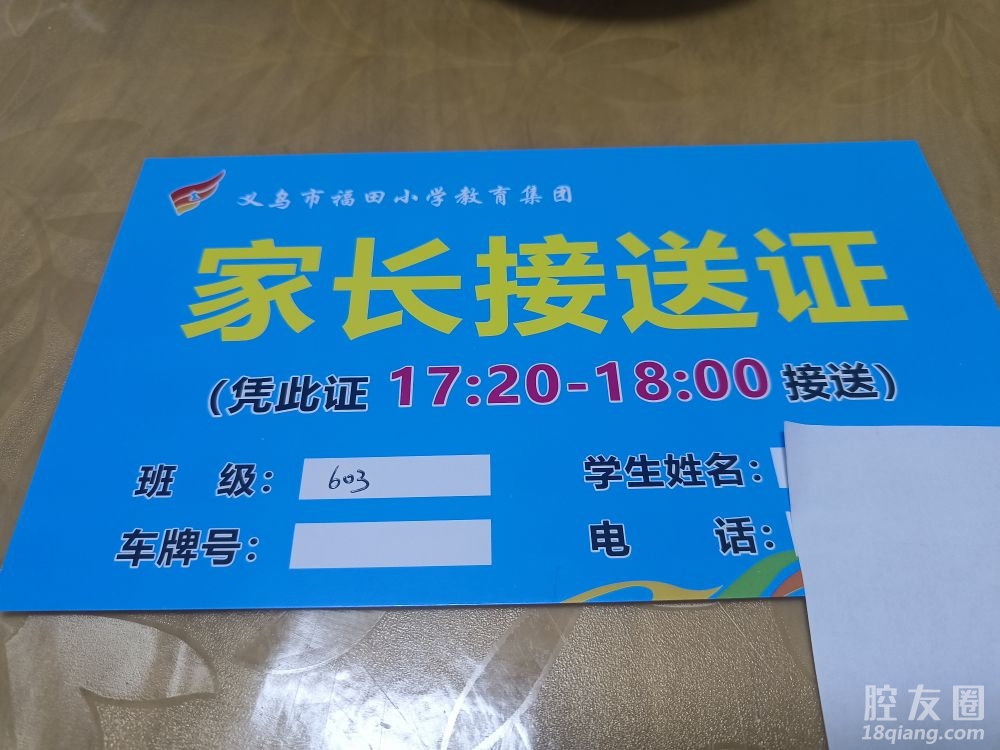 义乌市福田小学教育集团
家长接送证
(凭此证 17:20-18:00 接送)
班 级: 603
学生姓名:
车牌号:
电 话:
腔友圈
18qiang.com